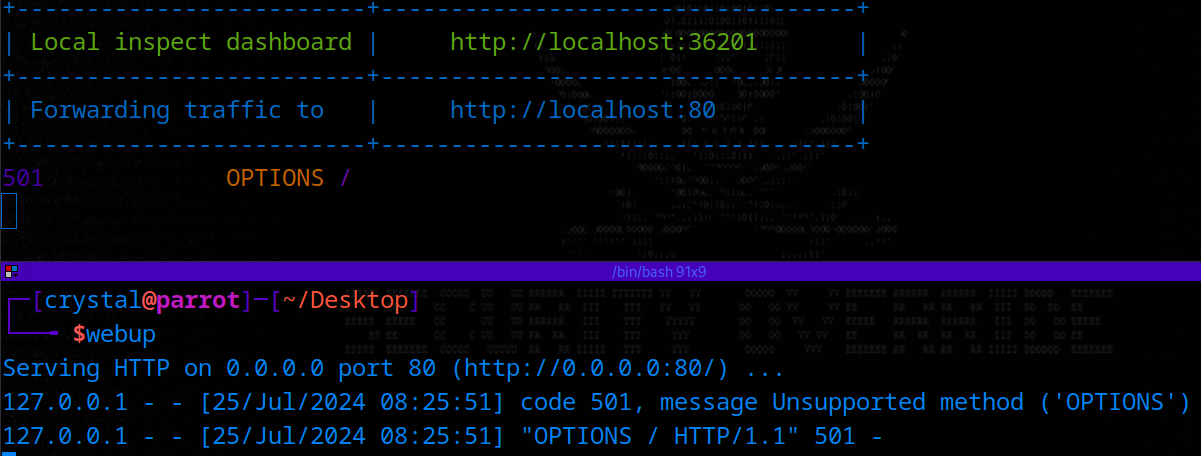 +-------------------------+----------------------------------+
| Local inspect dashboard |     http://localhost:36201       |
+-------------------------+----------------------------------+
| Forwarding traffic to   |     http://localhost:80          |
+-------------------------+----------------------------------+
501             OPTIONS /
/bin/bash 91x9
┌─[crystal@parrot]─[~/Desktop]
└──╼ $webup
Serving HTTP on 0.0.0.0 port 80 (http://0.0.0.0:80/) ...
127.0.0.1 - - [25/Jul/2024 08:25:51] code 501, message Unsupported method ('OPTIONS')
127.0.0.1 - - [25/Jul/2024 08:25:51] "OPTIONS / HTTP/1.1" 501 -